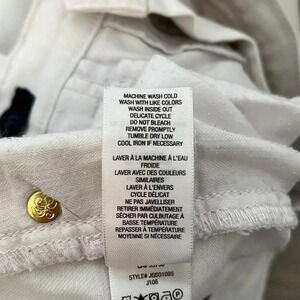 MACHINE WASH COLD
WASH WITH LIKE COLORS
WASH INSIDE OUT
DELICATE CYCLE
DO NOT BLEACH
REMOVE PROMPTLY
TUMBLE DRY LOW
COOL IRON IF NECESSARY
LAVER À LA MACHINE À L'EAU
FROIDE
LAVER AVEC DES COULEURS
SIMILAIRES
LAVER À L'ENVERS
CYCLE DÉLICAT
NE PAS JAVELLISER
RETIRER IMMÉDIATEMENT
SÉCHER PAR CULBUTAGE À
BASSE TEMPÉRATURE
REPASSER À TEMPÉRATURE
MOYENNE SI NÉCESSAIRE
STYLE# JGS01095
J106